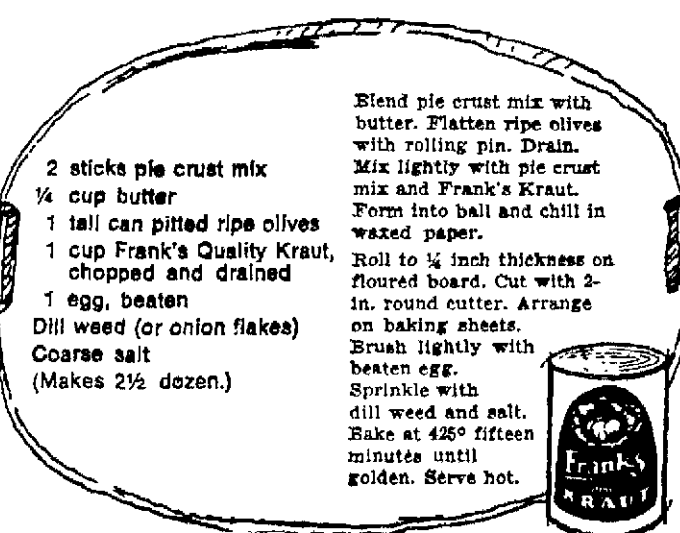 2 sticks pie crust mix
¼ cup butter
1 tall can pitted ripe olives
1 cup Frank's Quality Kraut,
chopped and drained
1 egg, beaten
Dill weed (or onion flakes)
Coarse salt
(Makes 2½ dozen.)
Blend pie crust mix with
butter. Flatten ripe olives
with rolling pin. Drain.
Mix lightly with pie crust
mix and Frank's Kraut.
Form into ball and chill in
waxed paper.
Roll to ¼ inch thickness on
floured board. Cut with 2-
in. round cutter. Arrange
on baking sheets.
Brush lightly with
beaten egg.
Sprinkle with
dill weed and salt.
Bake at 425° fifteen
minutes until
golden. Serve hot.
Frank's
KRAUT